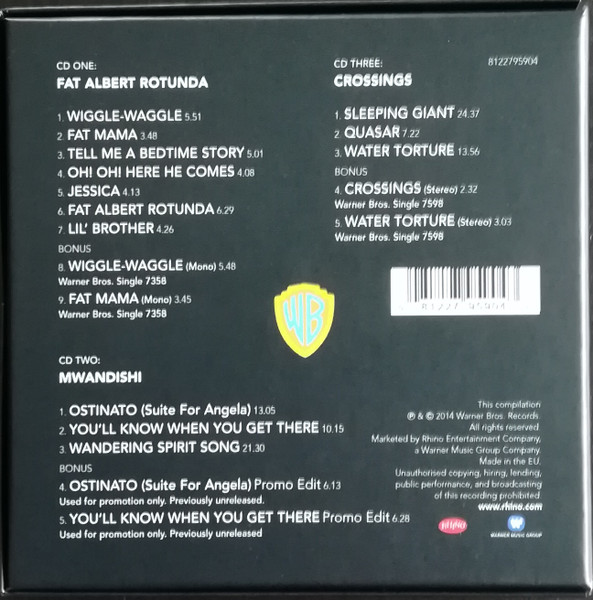 CD ONE:
FAT ALBERT ROTUNDA
1. WIGGLE-WAGGLE 5.51
2. FAT MAMA 3.48
3. TELL ME A BEDTIME STORY 5.01
4. OH! OH! HERE HE COMES 4.08
5. JESSICA 4.13
6. FAT ALBERT ROTUNDA 6.29
7. LIL' BROTHER 4.26
BONUS
8. WIGGLE-WAGGLE (Mono) 5.48
Warner Bros. Single 7358
9. FAT MAMA (Mono) 3.45
Warner Bros. Single 7358
CD TWO:
MWANDISHI
1. OSTINATO (Suite For Angela) 13.05
2. YOU'LL KNOW WHEN YOU GET THERE 10.15
3. WANDERING SPIRIT SONG 21.30
BONUS
4. OSTINATO (Suite For Angela) Promo Edit 6.13
Used for promotion only. Previously unreleased.
5. YOU'LL KNOW WHEN YOU GET THERE Promo Edit 6.28
Used for promotion only. Previously unreleased
CD THREE:
CROSSINGS
8122795904
1. SLEEPING GIANT 24.37
2. QUASAR 7.22
3. WATER TORTURE 13.56
BONUS
4. CROSSINGS (Stereo) 2.32
Warner Bros. Single 7598
5. WATER TORTURE (Stereo) 3.03
Warner Bros. Single 7598
WB
This compilation
℗ & © 2014 Warner Bros. Records.
All rights reserved.
Marketed by Rhino Entertainment Company,
a Warner Music Group Company.
Made in the EU.
Unauthorised copying, hiring, lending,
public performance, and broadcasting
of this recording prohibited.
www.rhino.com
RHINO
WARNER MUSIC GROUP